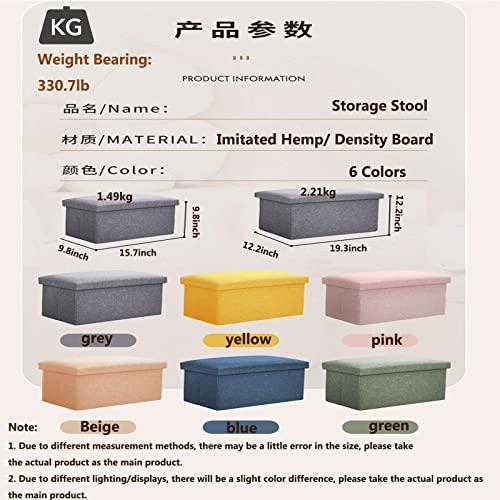 KG
产品参数
Weight Bearing:
330.7lb
PRODUCT INFORMATION
品名/Name: Storage Stool
材质/MATERIAL: Imitated Hemp/ Density Board
颜色/Color: 6 Colors
1.49kg
9.8inch
9.8inch
15.7inch
2.21kg
12.2inch
12.2inch
19.3inch
grey
yellow
pink
Beige
blue
green
Note:
1. Due to different measurement methods, there may be a little error in the size, please take
the actual product as the main product.
2. Due to different lighting/displays, there will be a slight color difference, please take the actual product as
the main product.